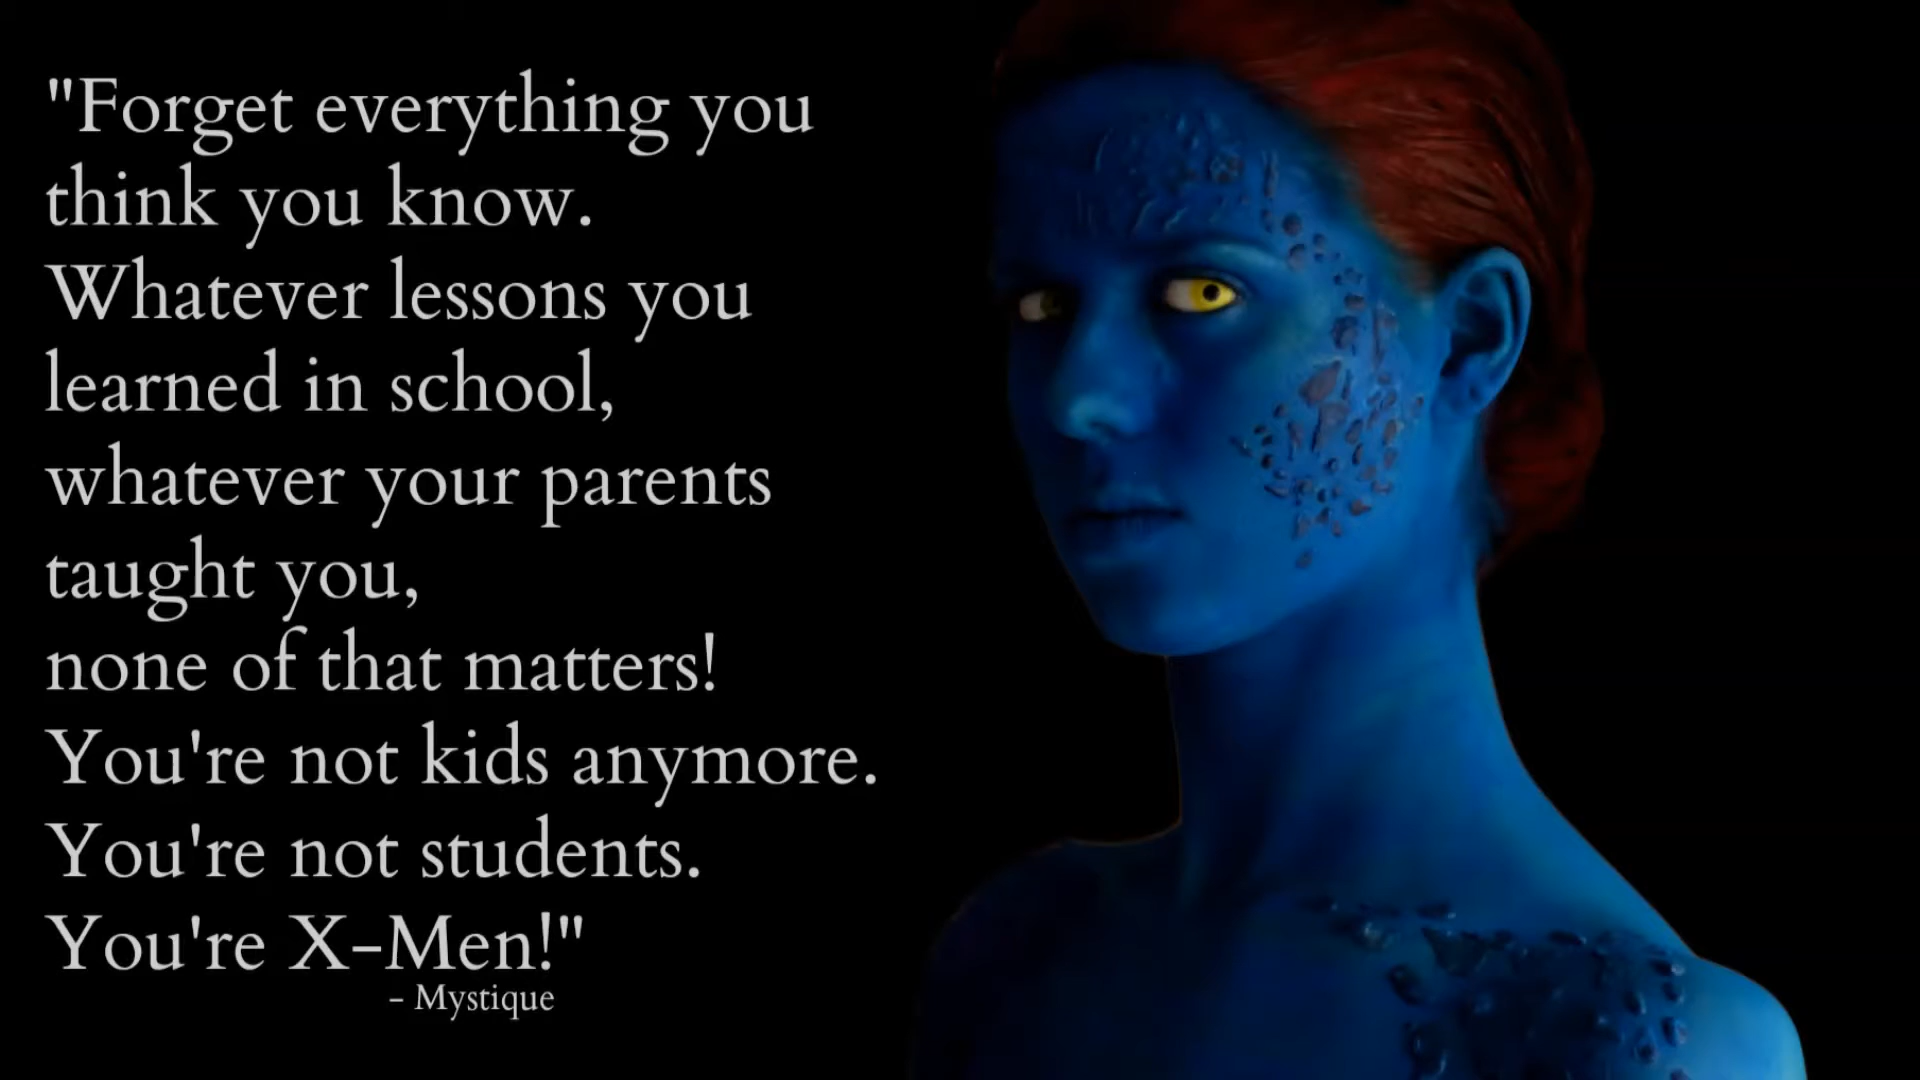 "Forget everything you
think you know.
Whatever lessons you
learned in school,
whatever your parents
taught you,
none of that matters!
You're not kids anymore.
You're not students.
You're X-Men!"
- Mystique